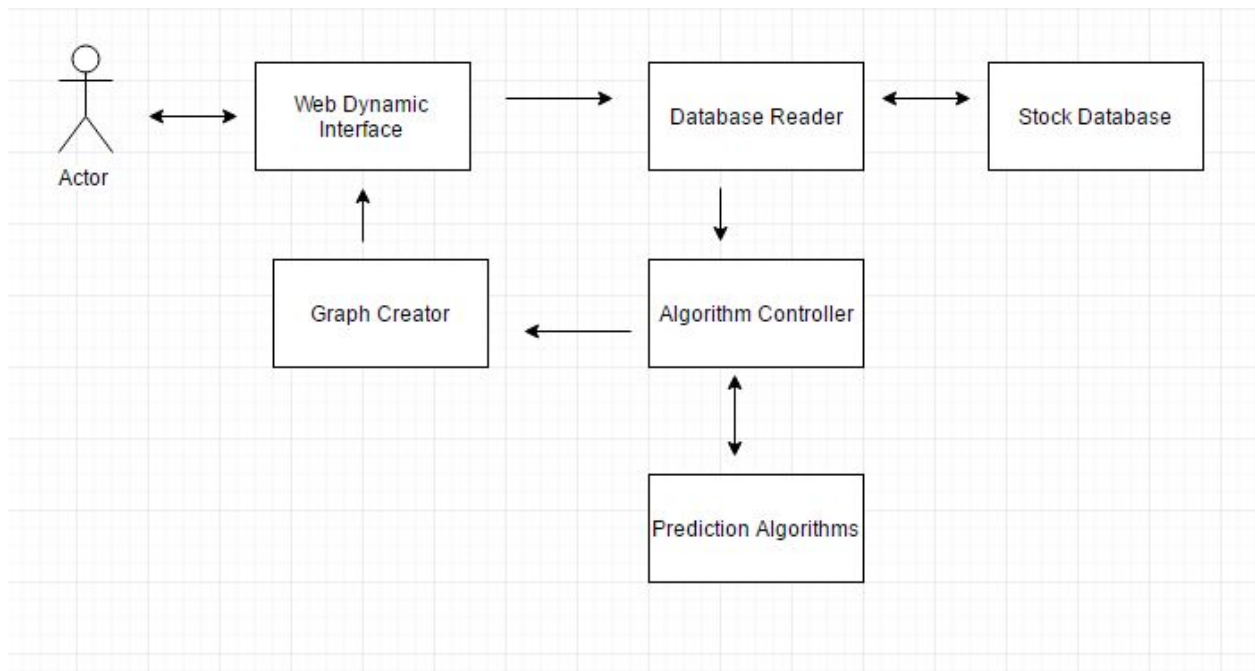 Web Dynamic
Interface
Database Reader
Stock Database
Actor
Graph Creator
Algorithm Controller
Prediction Algorithms